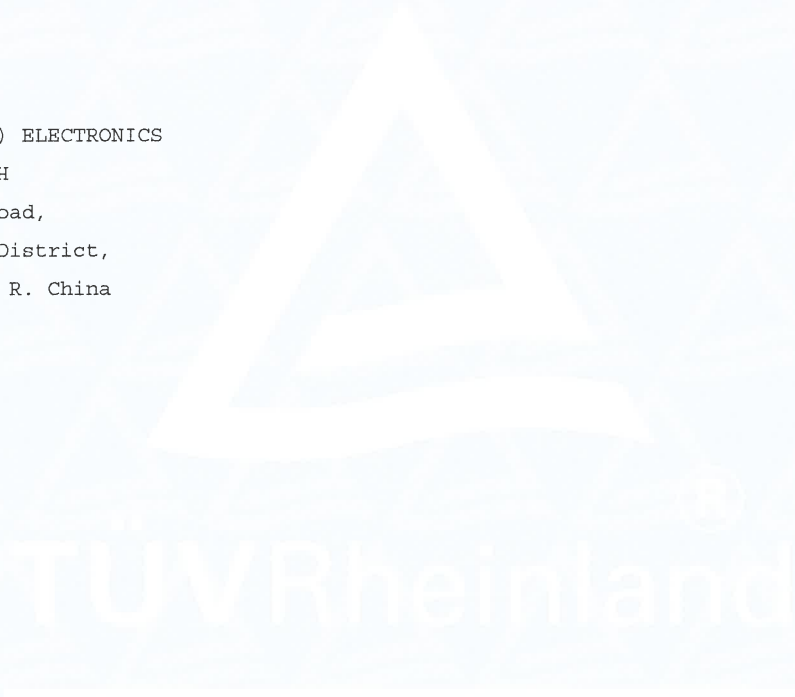 ) ELECTRONICS
H
oad,
District,
R. China
®
TÜVRheinland